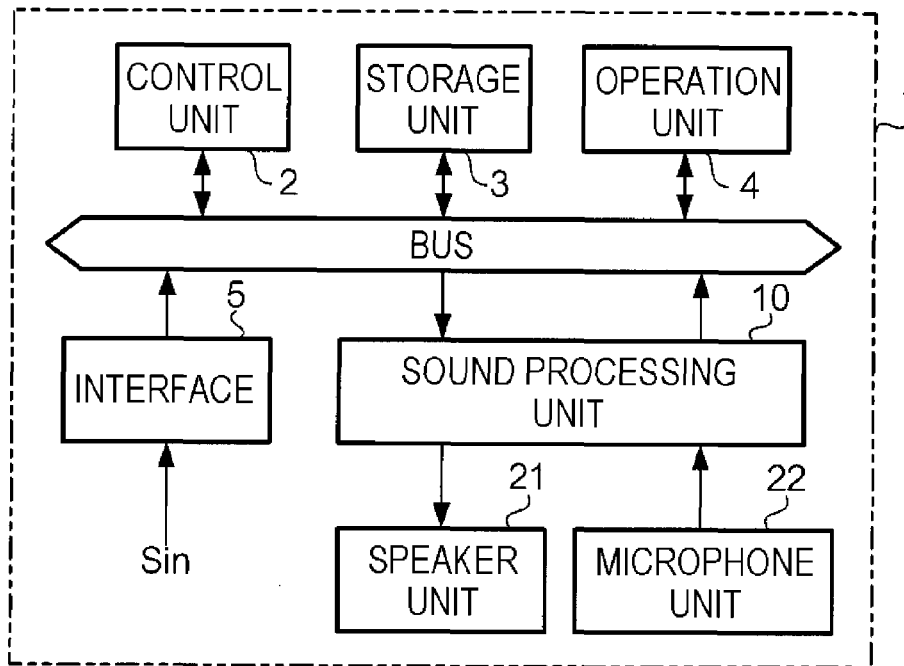 CONTROL
UNIT
2
STORAGE
UNIT
3
OPERATION
UNIT
4
BUS
5
INTERFACE
Sin
10
SOUND PROCESSING
UNIT
21
SPEAKER
UNIT
22
MICROPHONE
UNIT